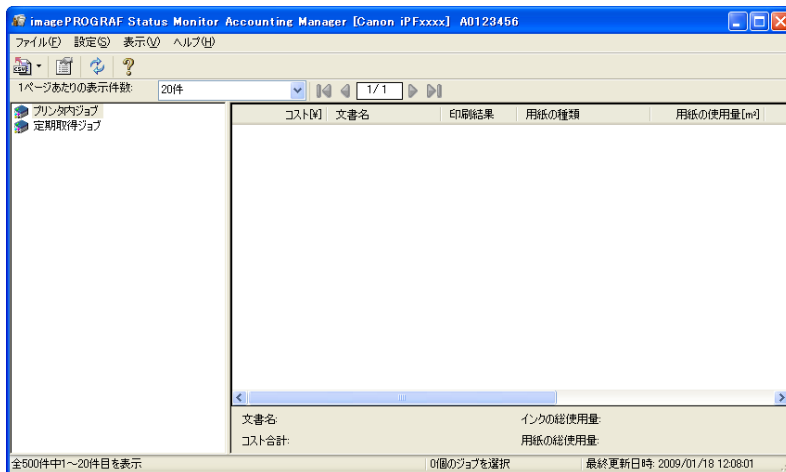 imagePROGRAF Status Monitor Accounting Manager [Canon iPFxxxx] A0123456
ファイル(F) 設定(S) 表示(V) ヘルプ(H)
CSV ?
1ページあたりの表示件数: 20件 1/1
プリンタ内ジョブ
定期取得ジョブ
コスト[¥] 文書名 印刷結果 用紙の種類 用紙の使用量[m²]
文書名: インクの総使用量:
コスト合計: 用紙の総使用量:
全500件中1～20件目を表示 0個のジョブを選択 最終更新日時: 2009/01/18 12:08:01